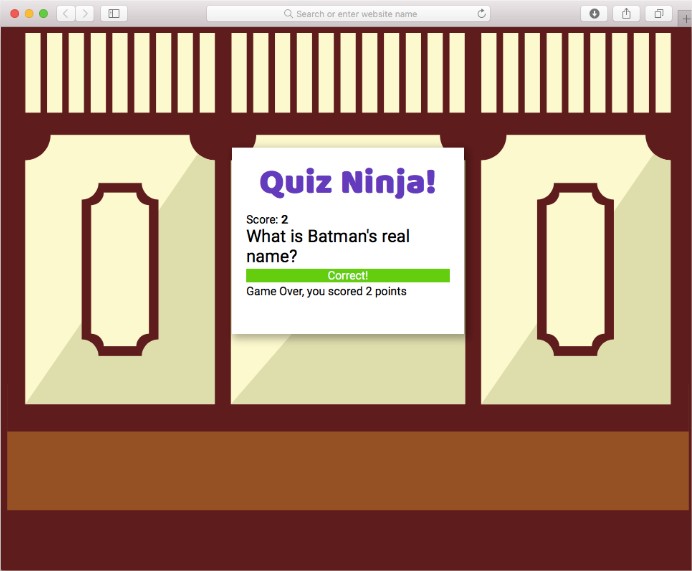 Search or enter website name
Quiz Ninja!
Score: 2
What is Batman's real
name?
Correct!
Game Over, you scored 2 points